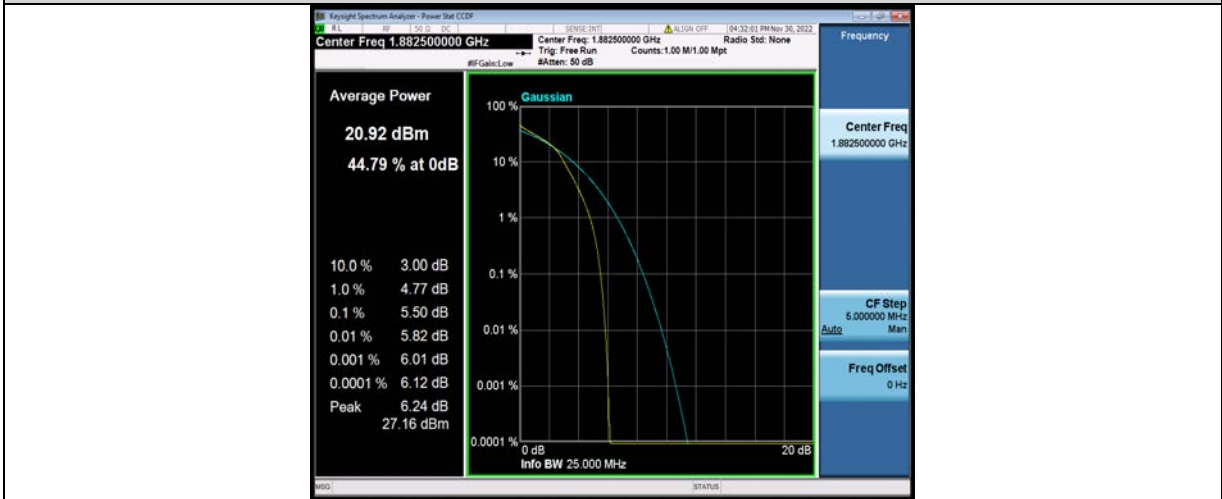 Keysight Spectrum Analyzer - Power Stat CCDF
RL RF 50 Ω DC SENSE:INT ALIGN OFF 04:32:01 PM Nov 30, 2022
Center Freq 1.882500000 GHz
Center Freq: 1.882500000 GHz Radio Std: None
Trig: Free Run Counts:1.00 M/1.00 Mpt
#IFGain:Low #Atten: 50 dB
Frequency
Average Power
20.92 dBm
44.79 % at 0dB
10.0 % 3.00 dB
1.0 % 4.77 dB
0.1 % 5.50 dB
0.01 % 5.82 dB
0.001 % 6.01 dB
0.0001 % 6.12 dB
Peak 6.24 dB
27.16 dBm
Gaussian
100 %
10 %
1 %
0.1 %
0.01 %
0.001 %
0.0001 %
0 dB 20 dB
Info BW 25.000 MHz
Center Freq
1.882500000 GHz
CF Step
5.000000 MHz
Auto Man
Freq Offset
0 Hz
MSG STATUS